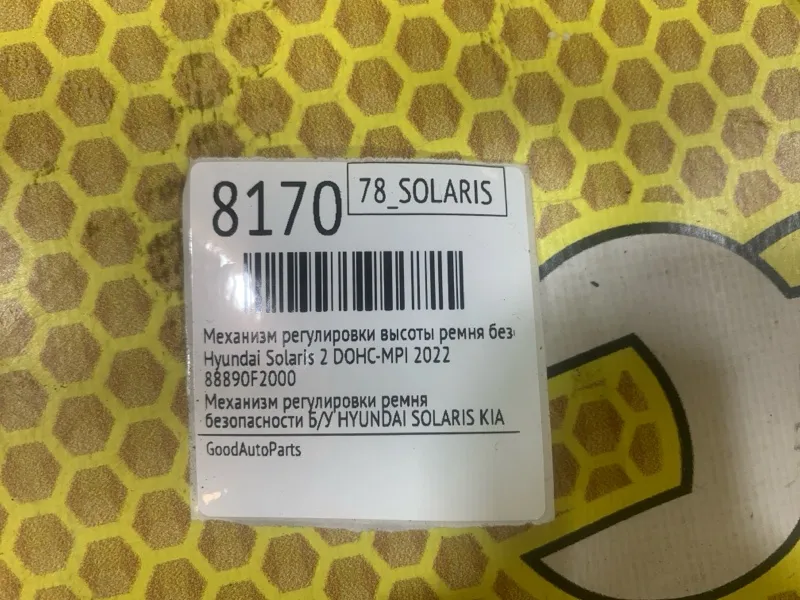 8170
78_SOLARIS
Механизм регулировки высоты ремня без
Hyundai Solaris 2 DOHC-MPI 2022
88890F2000
Механизм регулировки ремня
безопасности Б/У HYUNDAI SOLARIS KIA
GoodAutoParts